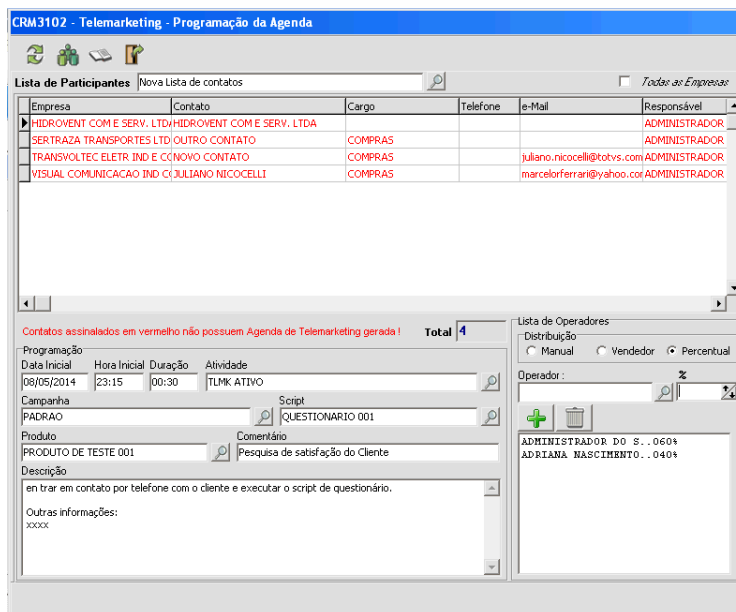 CRM3102 - Telemarketing - Programação da Agenda
Lista de Participantes Nova Lista de contatos Todas as Empresas
Empresa Contato Cargo Telefone e-Mail Responsável
HIDROVENT COM E SERV. LTDA HIDROVENT COM E SERV. LTDA ADMINISTRADOR
SERTRAZA TRANSPORTES LTD OUTRO CONTATO COMPRAS ADMINISTRADOR
TRANSVOLTEC ELETR IND E CO NOVO CONTATO COMPRAS juliano.nicocelli@totvs.com ADMINISTRADOR
VISUAL COMUNICACAO IND CO JULIANO NICOCELLI COMPRAS marcelorferrari@yahoo.com ADMINISTRADOR
Contatos assinalados em vermelho não possuem Agenda de Telemarketing gerada ! Total 4
Programação
Data Inicial Hora Inicial Duração Atividade
08/05/2014 23:15 00:30 TLMK ATIVO
Campanha Script
PADRAO QUESTIONARIO 001
Produto Comentário
PRODUTO DE TESTE 001 Pesquisa de satisfação do Cliente
Descrição
en trar em contato por telefone com o cliente e executar o script de questionário.
Outras informações:
xxxx
Lista de Operadores
Distribuição
Manual Vendedor Percentual
Operador : %
ADMINISTRADOR DO S..060%
ADRIANA NASCIMENTO..040%